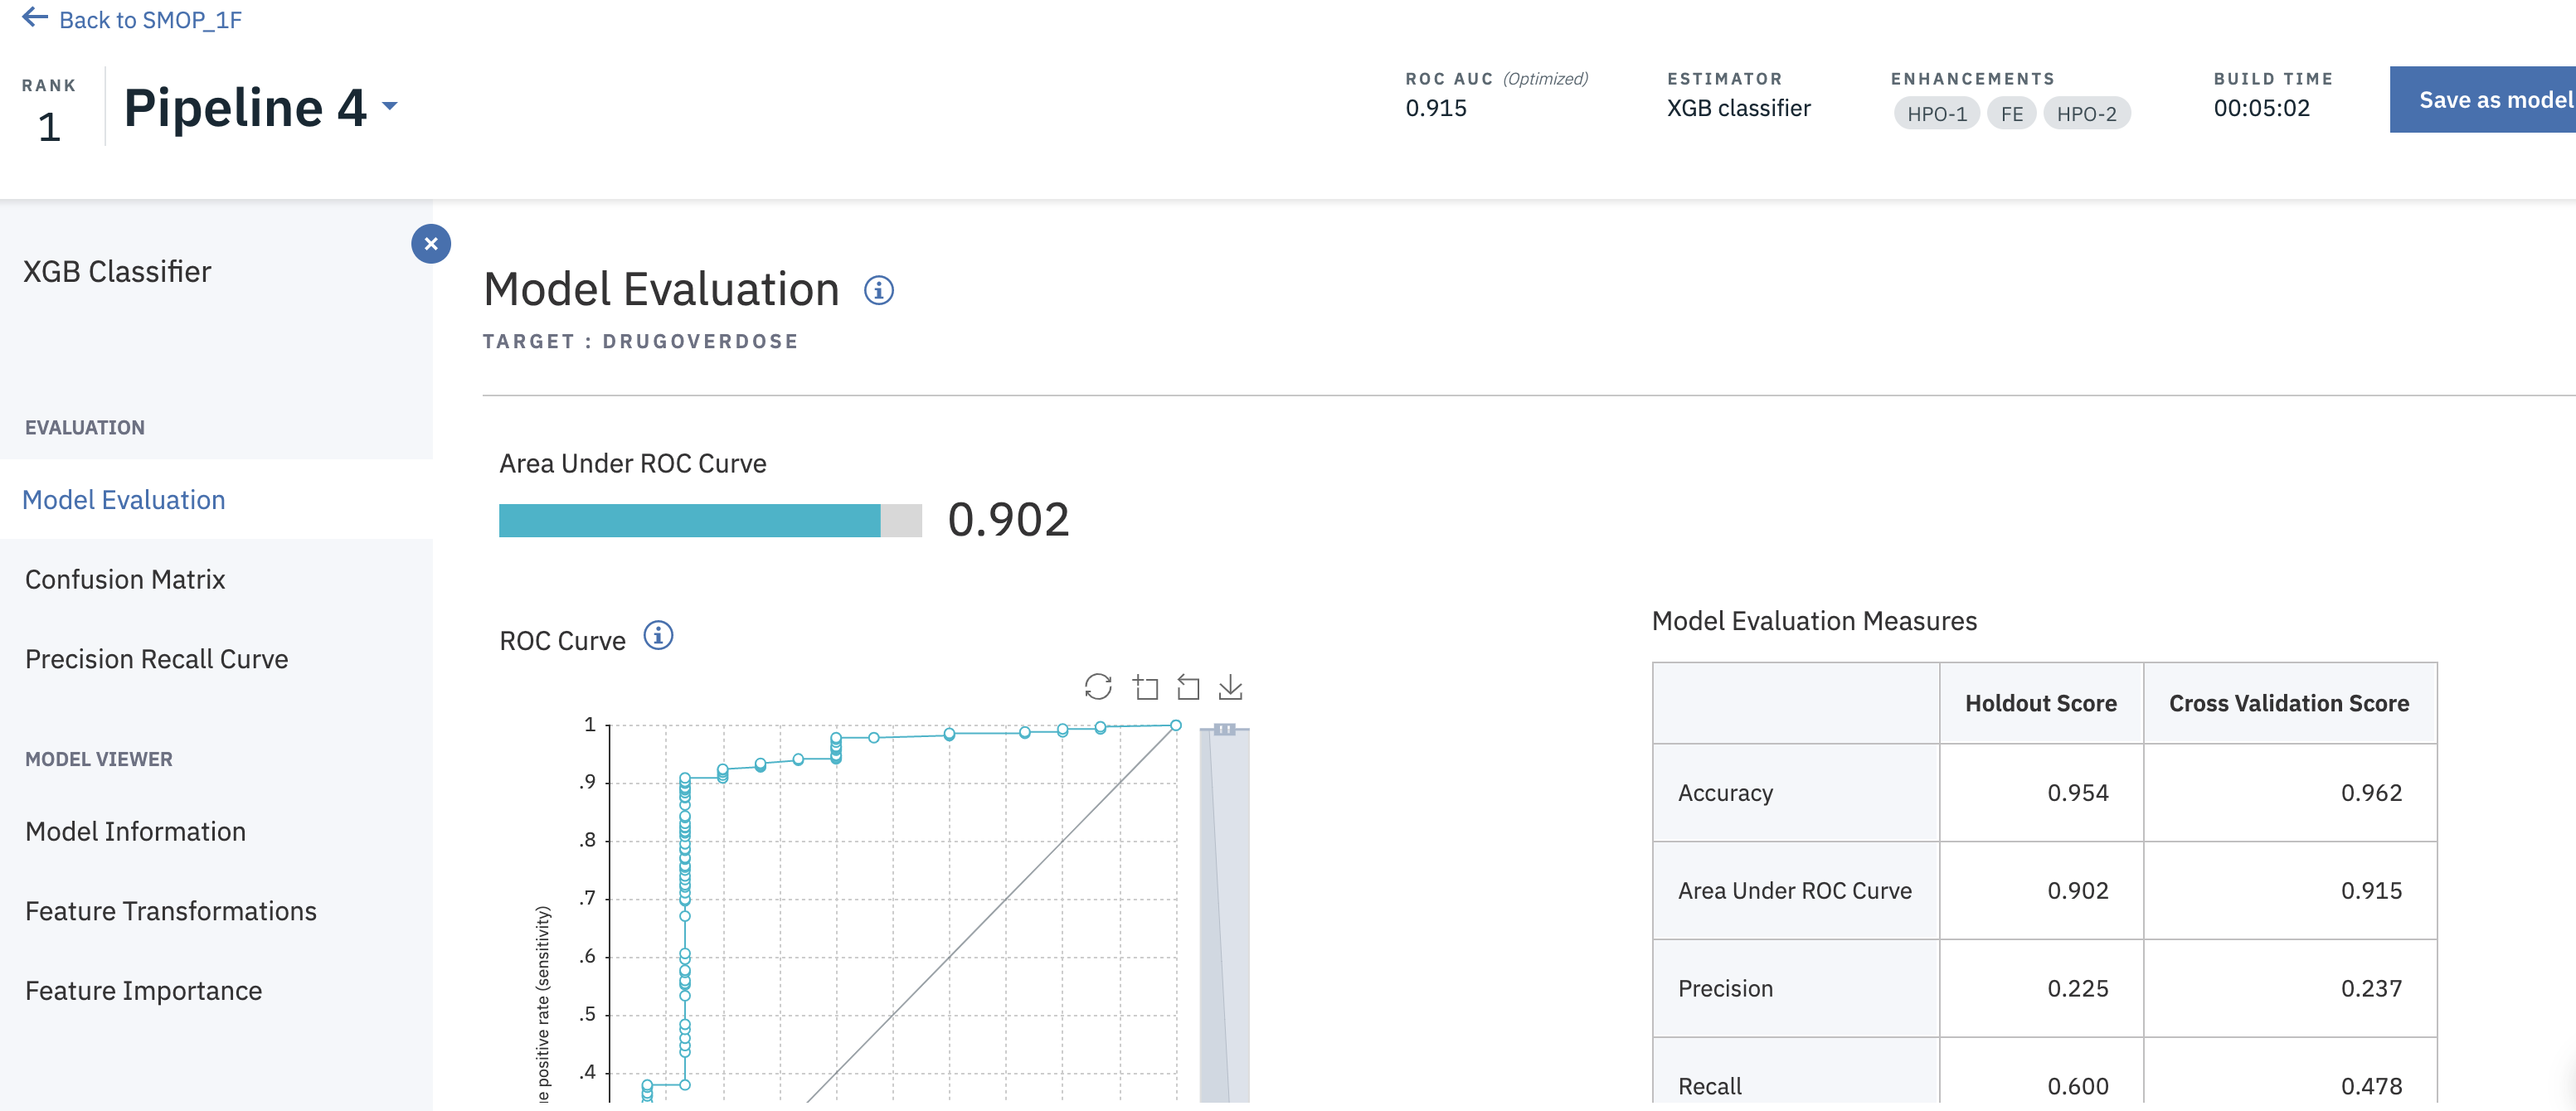 Back to SMOP_1F
RANK
1
Pipeline 4
ROC AUC (Optimized)
0.915
ESTIMATOR
XGB classifier
ENHANCEMENTS
HPO-1 FE HPO-2
BUILD TIME
00:05:02
Save as model
XGB Classifier
EVALUATION
Model Evaluation
Confusion Matrix
Precision Recall Curve
MODEL VIEWER
Model Information
Feature Transformations
Feature Importance
Model Evaluation
TARGET : DRUGOVERDOSE
Area Under ROC Curve
0.902
ROC Curve
1
.9
.8
.7
.6
.5
.4
positive rate (sensitivity)
Model Evaluation Measures
Holdout Score Cross Validation Score
Accuracy 0.954 0.962
Area Under ROC Curve 0.902 0.915
Precision 0.225 0.237
Recall 0.600 0.478